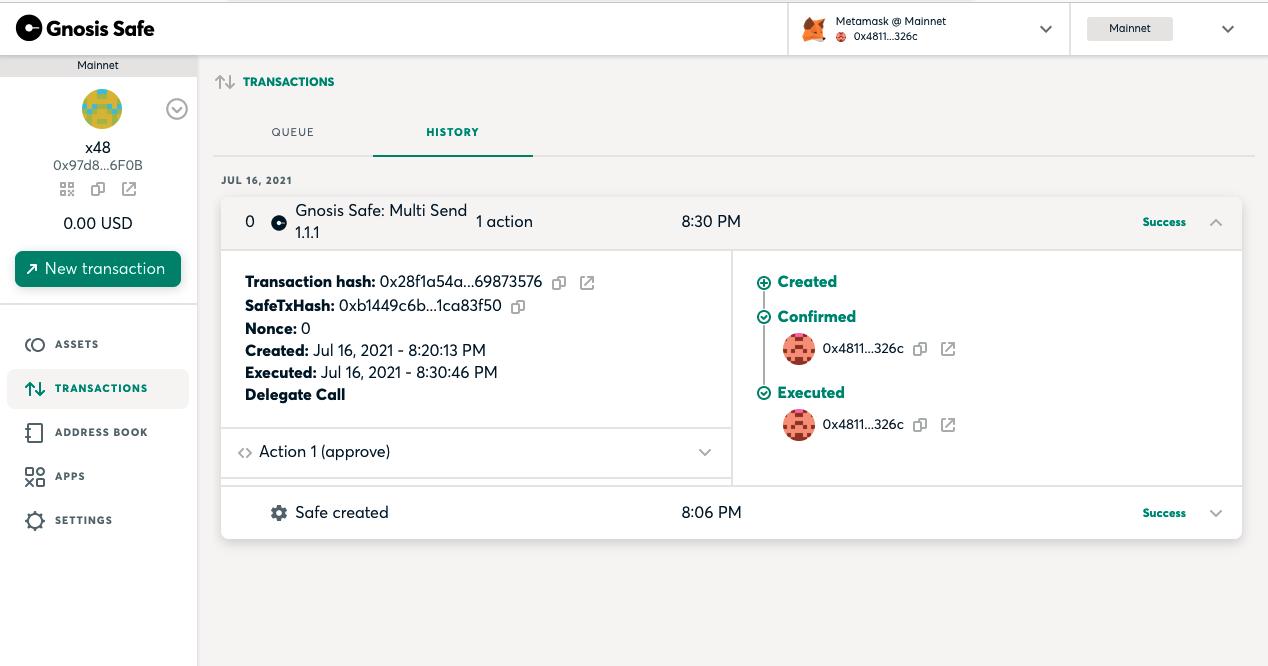 Gnosis Safe
Metamask @ Mainnet
0x4811...326c
Mainnet
Mainnet
x48
0x97d8...6F0B
0.00 USD
New transaction
ASSETS
TRANSACTIONS
ADDRESS BOOK
APPS
SETTINGS
TRANSACTIONS
QUEUE
HISTORY
JUL 16, 2021
0 Gnosis Safe: Multi Send 1 action 8:30 PM Success
1.1.1
Transaction hash: 0x28f1a54a...69873576
SafeTxHash: 0xb1449c6b...1ca83f50
Nonce: 0
Created: Jul 16, 2021 - 8:20:13 PM
Executed: Jul 16, 2021 - 8:30:46 PM
Delegate Call
Action 1 (approve)
Created
Confirmed
0x4811...326c
Executed
0x4811...326c
Safe created 8:06 PM Success